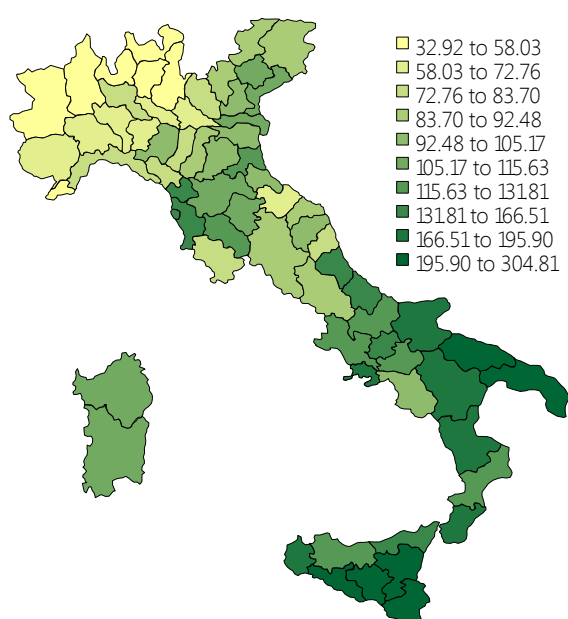 32.92 to 58.03
58.03 to 72.76
72.76 to 83.70
83.70 to 92.48
92.48 to 105.17
105.17 to 115.63
115.63 to 131.81
131.81 to 166.51
166.51 to 195.90
195.90 to 304.81